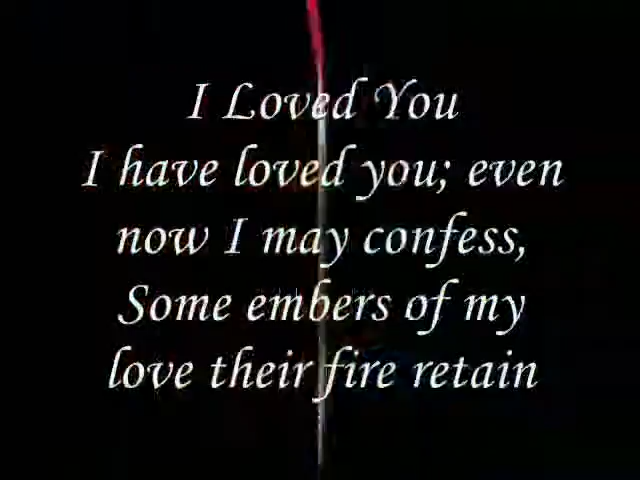 I Loved You
I have loved you; even
now I may confess,
Some embers of my
love their fire retain